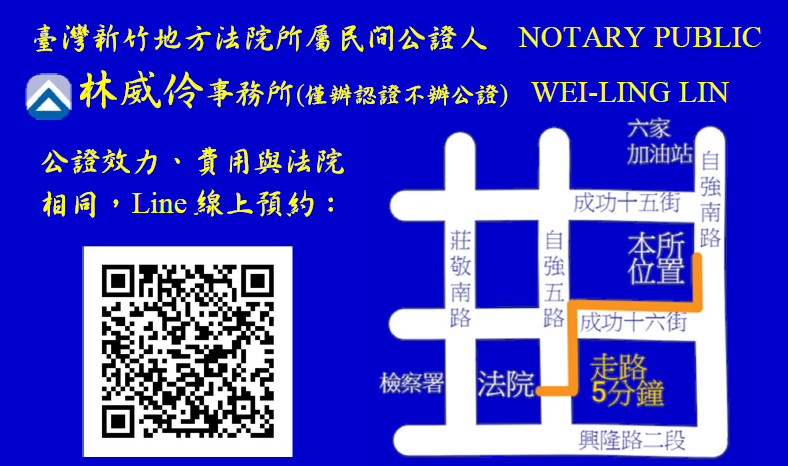 臺灣新竹地方法院所屬民间公證人 NOTARY PUBLIC
林威伶事務所(僅辦認證不辦公證) WEI-LING LIN
公證效力、費用與法院
相同，Line 線上預約：
六家
加油站
自強南路
成功十五街
莊敬南路
自強五路
本所
位置
成功十六街
檢察署
法院
走路
5分鐘
興隆路二段